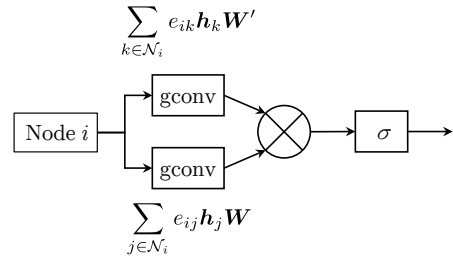 ∑_{k∈𝒩_i} e_{ik} h_k W′
gconv
Node i
σ
gconv
∑_{j∈𝒩_i} e_{ij} h_j W